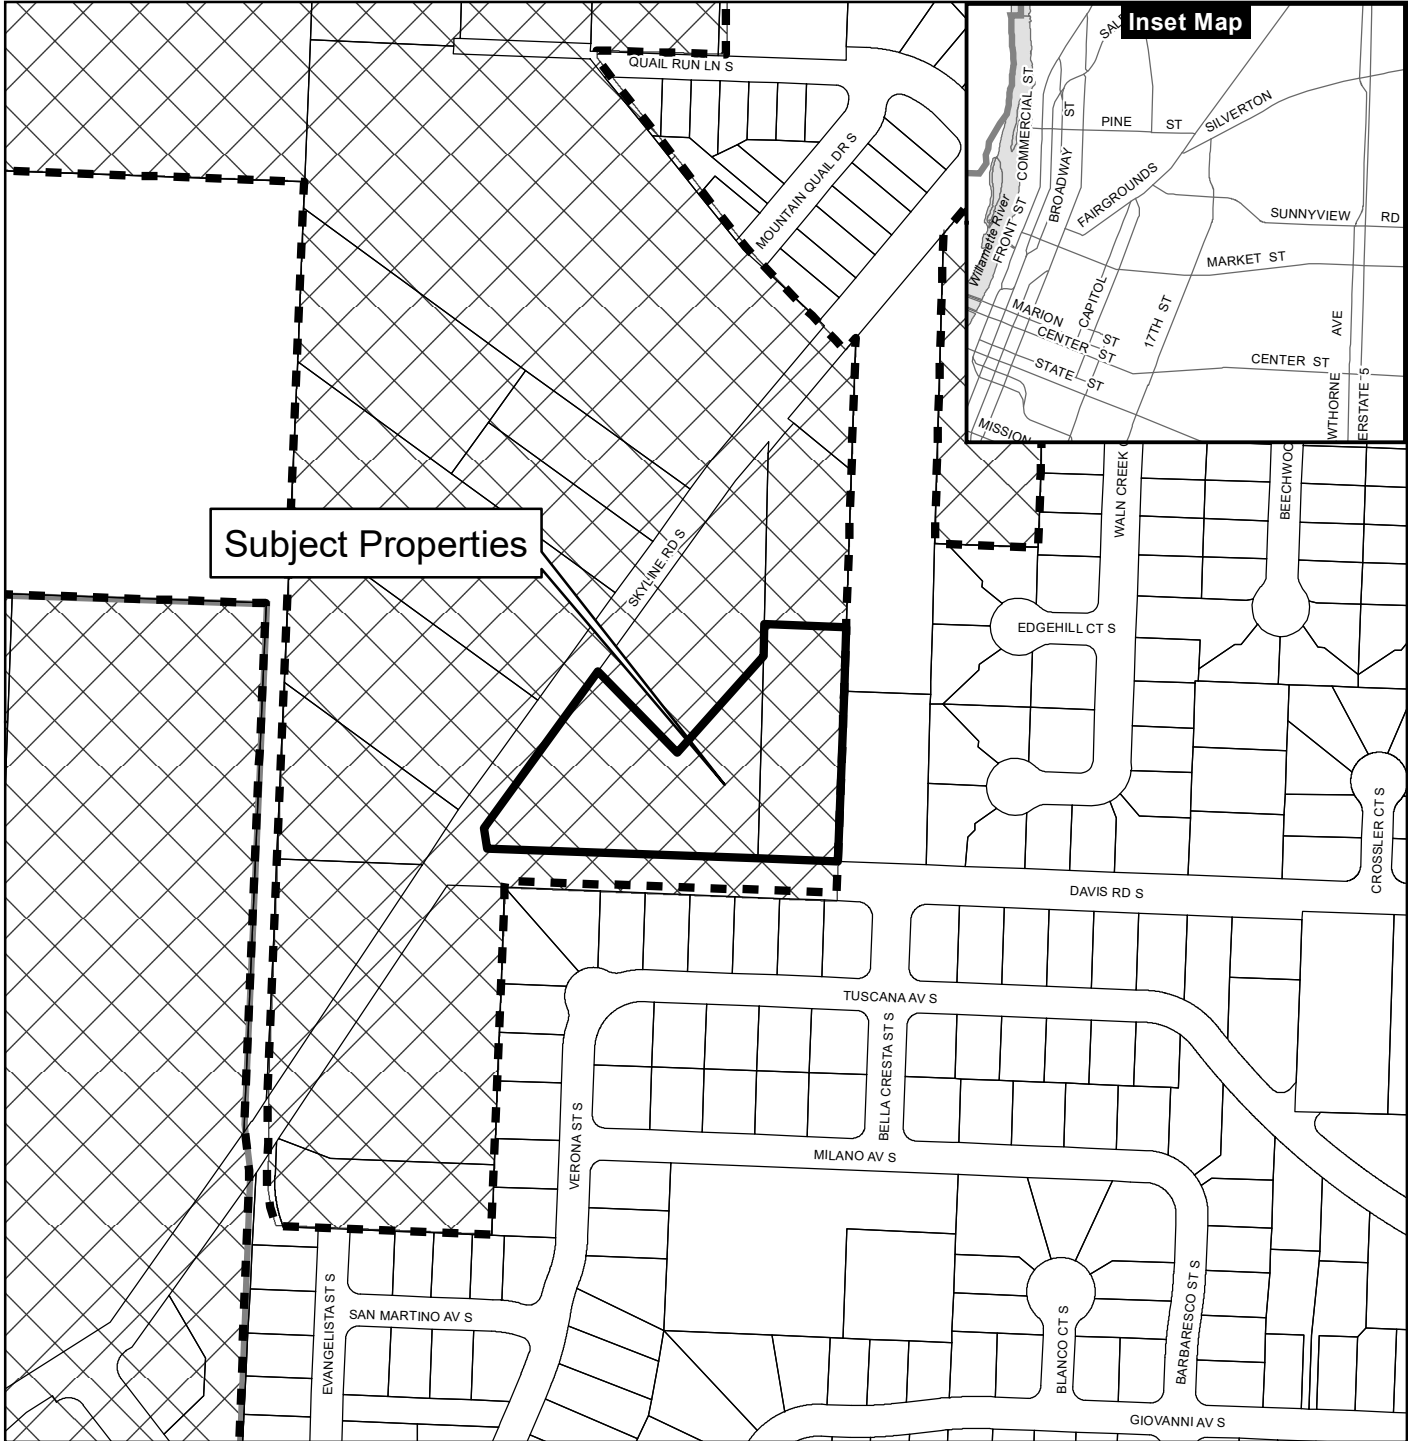 Inset Map
QUAIL RUN LN S
MOUNTAIN QUAIL DR S
COMMERCIAL ST
BROADWAY ST
PINE ST
SILVERTON
FAIRGROUNDS
SUNNYVIEW RD
Willamette River
FRONT ST
MARKET ST
CAPITOL ST
17TH ST
MARION ST
CENTER ST
CENTER ST
STATE ST
MISSION
WTHORNE AVE
ERSTATE 5
WALN CREEK
BEECHWOO
Subject Properties
SKYLINE RD S
EDGEHILL CT S
CROSSLER CT S
DAVIS RD S
TUSCANA AV S
BELLA CRESTA ST S
VERONA ST S
MILANO AV S
EVANGELISTA ST S
SAN MARTINO AV S
BLANCO CT S
BARBARESCO ST S
GIOVANNI AV S